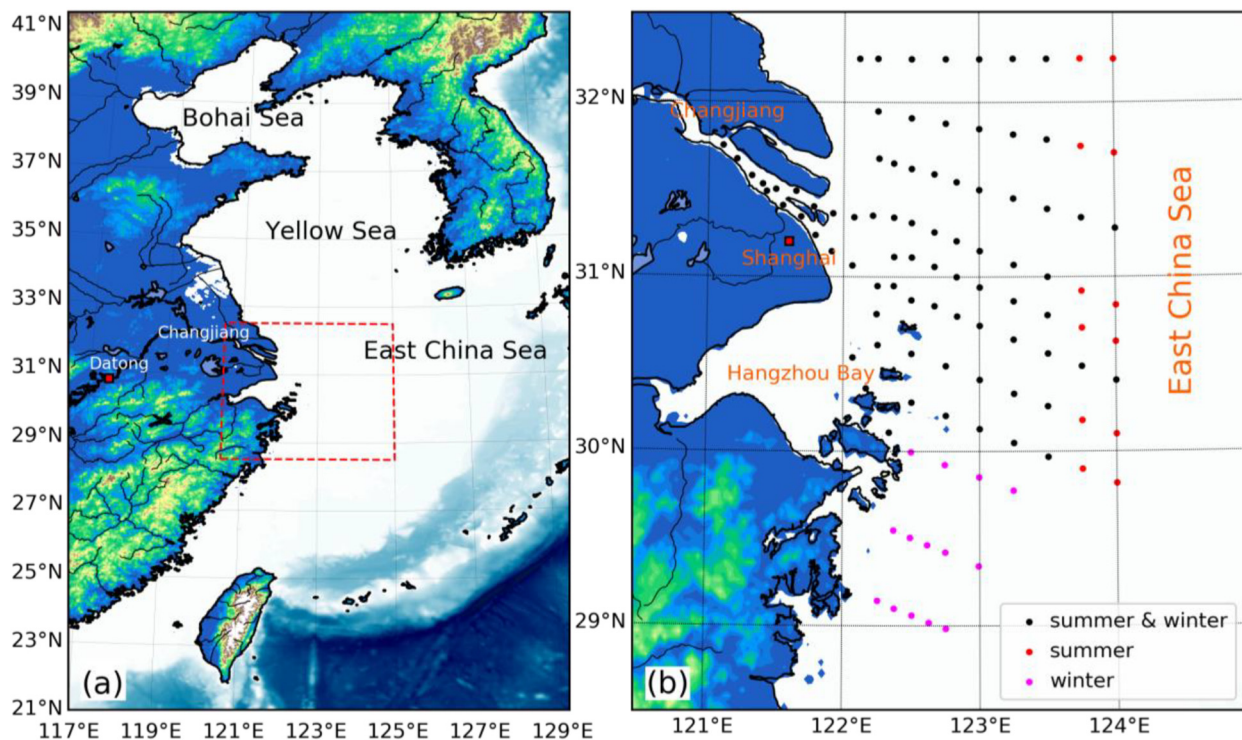 41°N
39°N
37°N
35°N
33°N
31°N
29°N
27°N
25°N
23°N
21°N
117°E
119°E
121°E
123°E
125°E
127°E
129°E
Bohai Sea
Yellow Sea
Changjiang
East China Sea
Datong
(a)
32°N
31°N
30°N
29°N
121°E
122°E
123°E
124°E
Changjiang
Shanghai
Hangzhou Bay
East China Sea
summer & winter
summer
winter
(b)